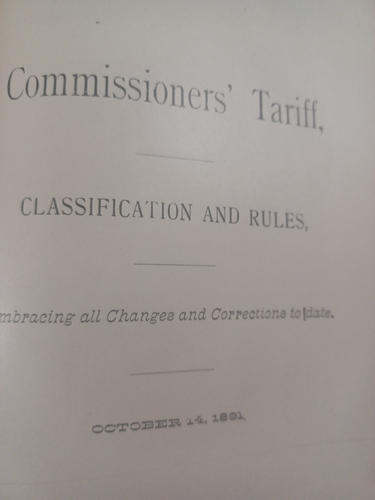 Commissioners' Tariff,
CLASSIFICATION AND RULES,
mbracing all Changes and Corrections to date.
OCTOBER 14, 1891.